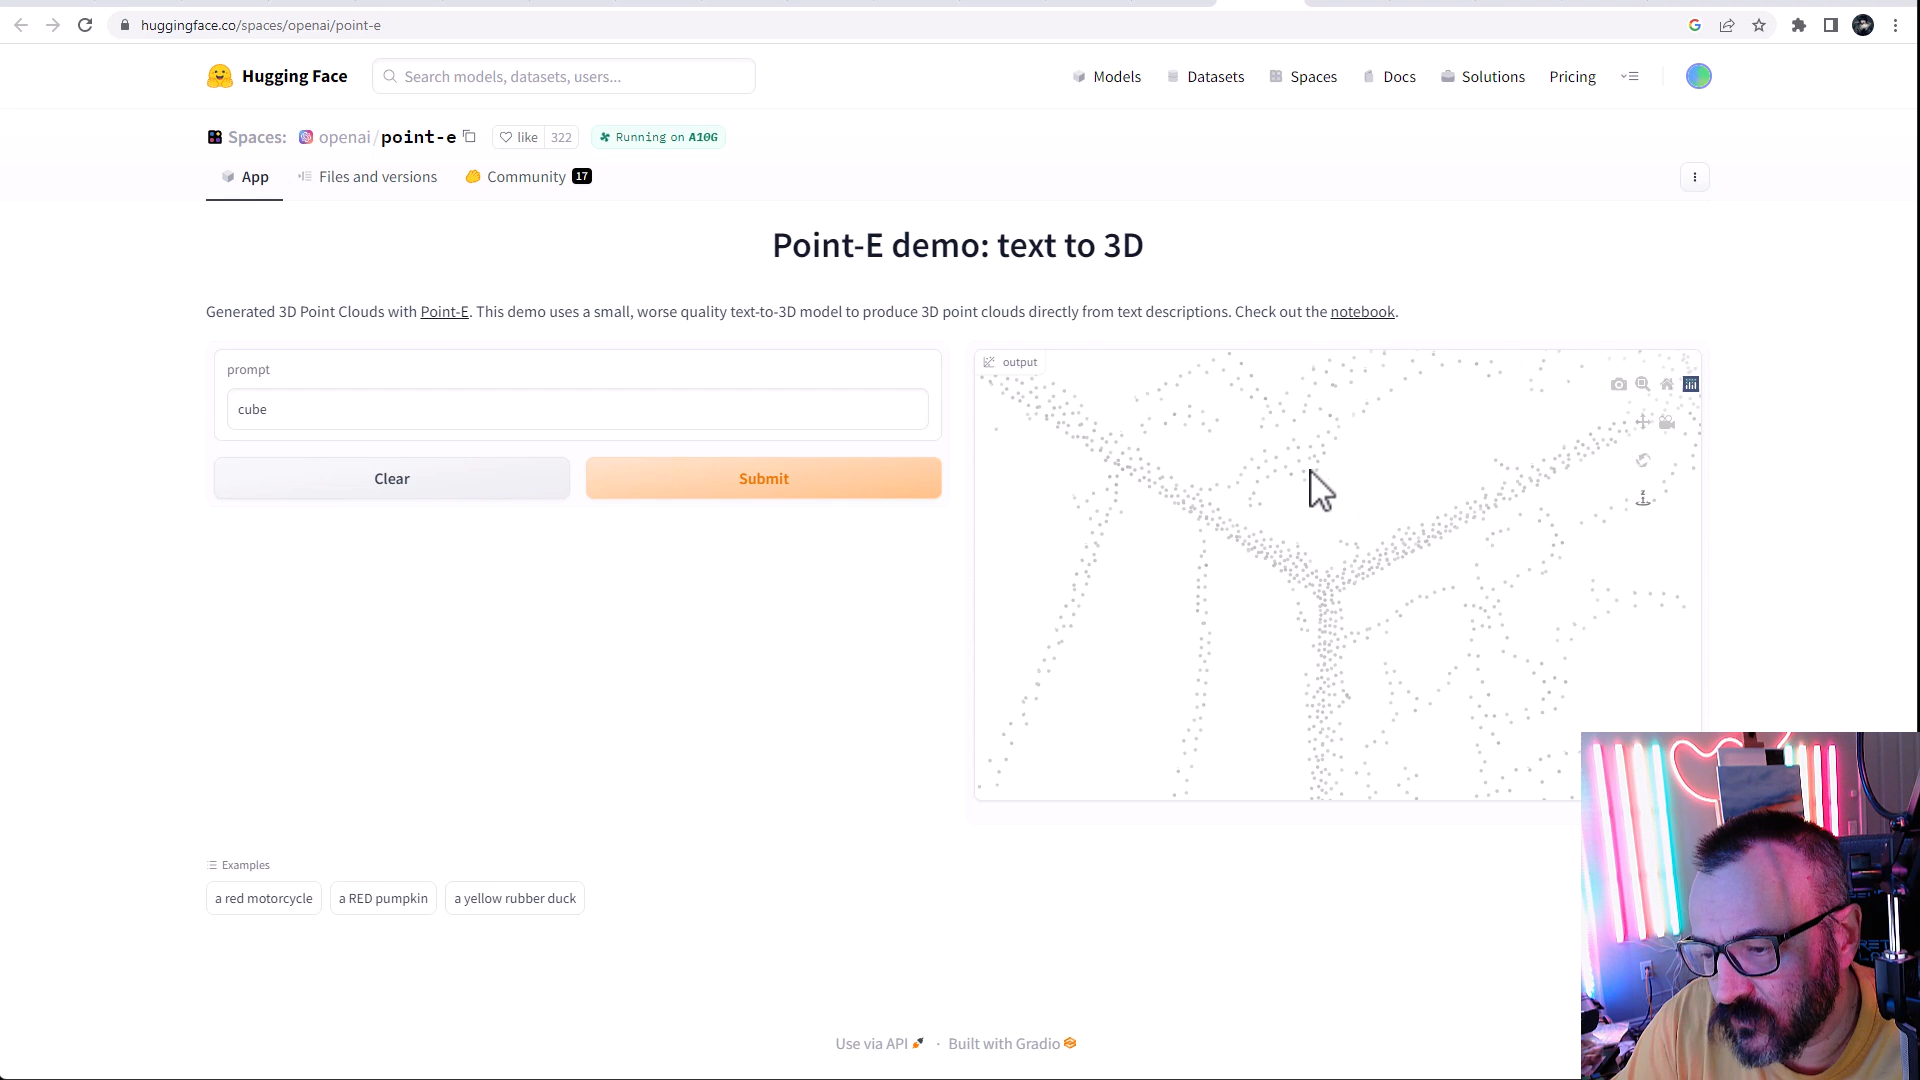 huggingface.co/spaces/openai/point-e
Hugging Face
Search models, datasets, users...
Models
Datasets
Spaces
Docs
Solutions
Pricing
Spaces:
openai/point-e
like
322
Running on A10G
App
Files and versions
Community
17
Point-E demo: text to 3D
Generated 3D Point Clouds with Point-E. This demo uses a small, worse quality text-to-3D model to produce 3D point clouds directly from text descriptions. Check out the notebook.
prompt
cube
Clear
Submit
output
Examples
a red motorcycle
a RED pumpkin
a yellow rubber duck
Use via API · Built with Gradio